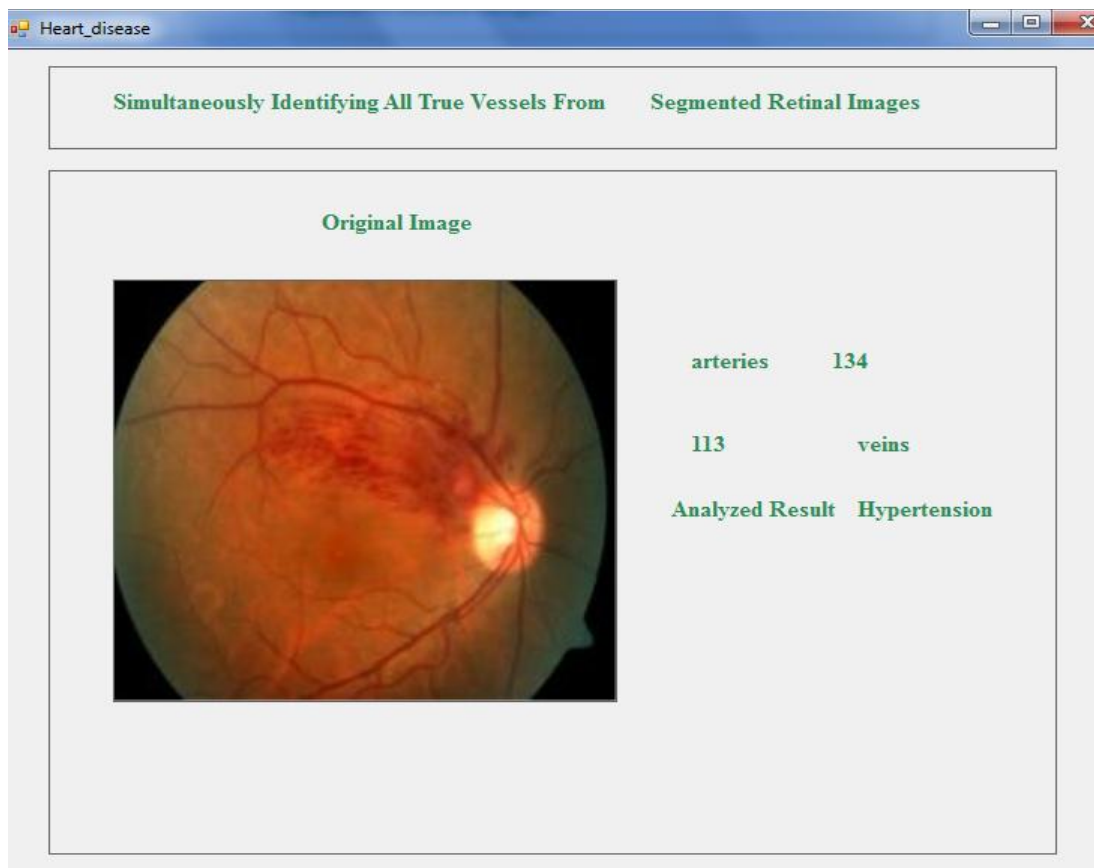 Heart_disease
Simultaneously Identifying All True Vessels From Segmented Retinal Images
Original Image
arteries 134
113 veins
Analyzed Result Hypertension